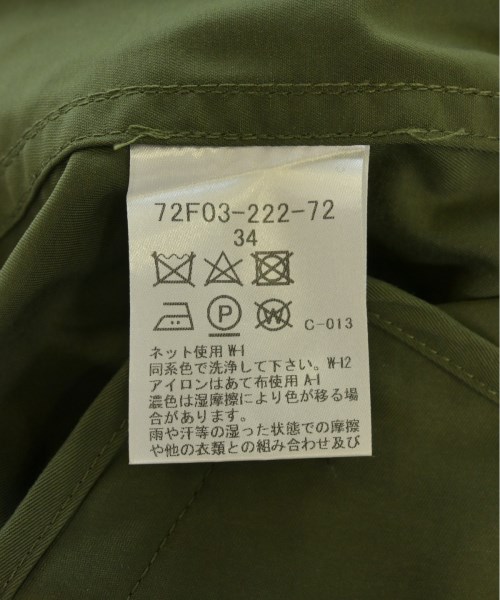 72F03-222-72
34
P W C-013
ネット使用 W-1
同系色で洗浄して下さい。W-12
アイロンはあて布使用 A-1
濃色は湿摩擦により色が移る場
合があります。
雨や汗等の湿った状態での摩擦
や他の衣類との組み合わせ及び